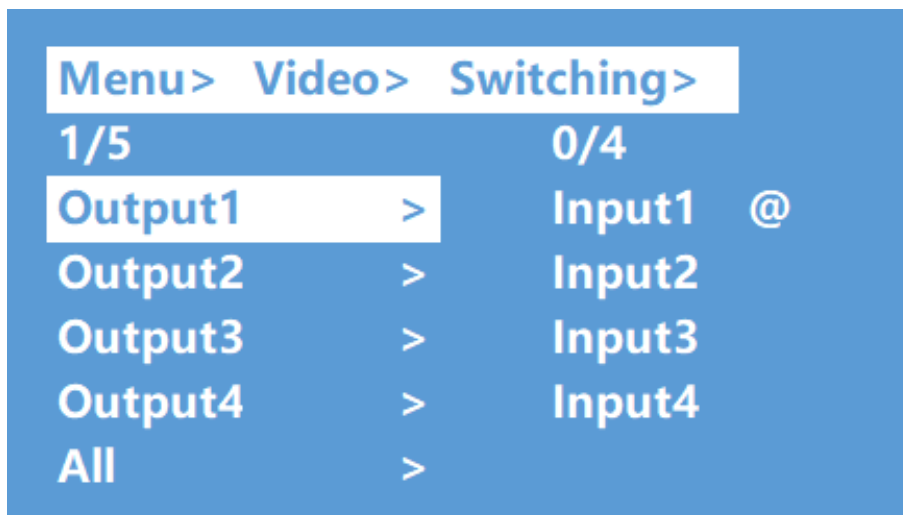 Menu> Video> Switching>
1/5 0/4
Output1 > Input1 @
Output2 > Input2
Output3 > Input3
Output4 > Input4
All >